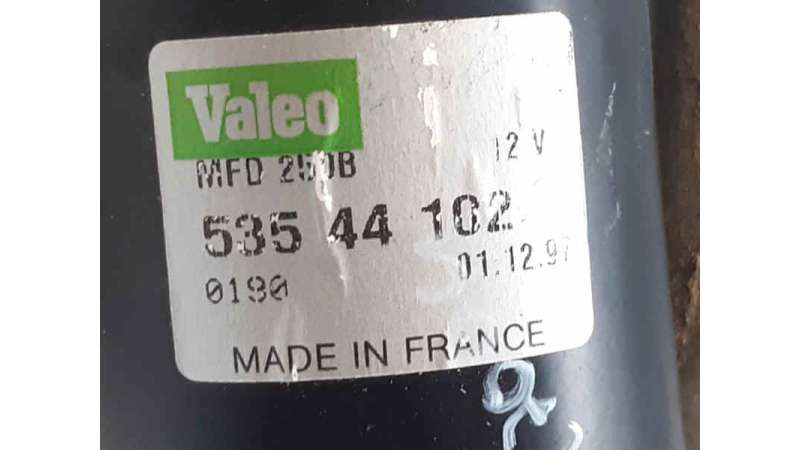 Valeo
MFD 250B 12 V
535 44 102
0190 01.12.97
MADE IN FRANCE